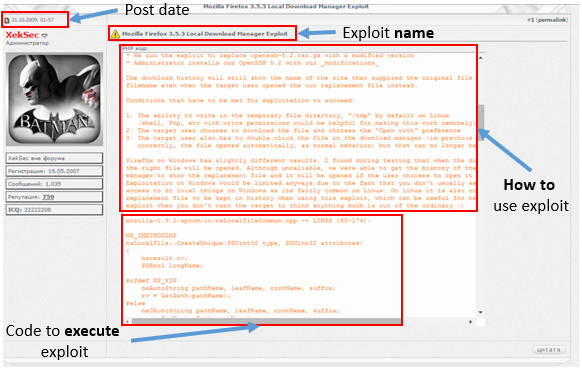 Post date
31.10.2009, 01:57
#1 (permalink)
XekSec
Администратор
Mozilla Firefox 3.5.3 Local Download Manager Exploit
Mozilla Firefox 3.5.3 Local Download Manager Exploit
Exploit name
PHP код:
* We run the exploit to replace openssh-5.2.tar.gz with a modified version
* Administrator installs our OpenSSH 5.2 with our _modifications_
The download history will still show the name of the site that supplied the original file
filename even when the target user opened the our replacement file instead.
Conditions that have to be met for exploitation to succeed:
1. The ability to write in the temporary directory, "/tmp" by default on Linux
(shell, ftp, etc with write permissions could be helpful for making this work remotely)
2. The target user chooses to download the file and chooses the "Open with" preference
3. The target user also has to double click the file in the download manager (in previous
correctly, the file opened automatically, as normal behavior; but that can no longer be
Firefox on Windows has slightly different results. I found during testing that when the do
the right file will be opened. Although unreliable, we were able to get the history of the
manager to show the replacement file and it will be opened if the user chooses to open it
Exploitation on Windows would be limited anyways due to the fact that you don't usually se
access to do local things on Windows as its fairly common on Linux. On linux it is also co
replacement file to be kept in history when using this exploit, which can be useful for he
exploit when you don't want the target to think anything much is out of the ordinary :)
How to
use exploit
XekSec вне форума
Регистрация: 19.05.2007
Сообщений: 1,035
Репутация: 759
ICQ: 22222208
mozilla-1.9.1/xpcom/io/nsLocalFileCommon.cpp -> LINES [85-174]:
NS_IMETHODIMP
nsLocalFile::CreateUnique(PRUint32 type, PRUint32 attributes)
{
nsresult rv;
PRBool longName;
#ifdef XP_WIN
nsAutoString pathName, leafName, rootName, suffix;
rv = GetPath(pathName);
#else
nsCAutoString pathName, leafName, rootName, suffix;
Code to execute
exploit
цитата